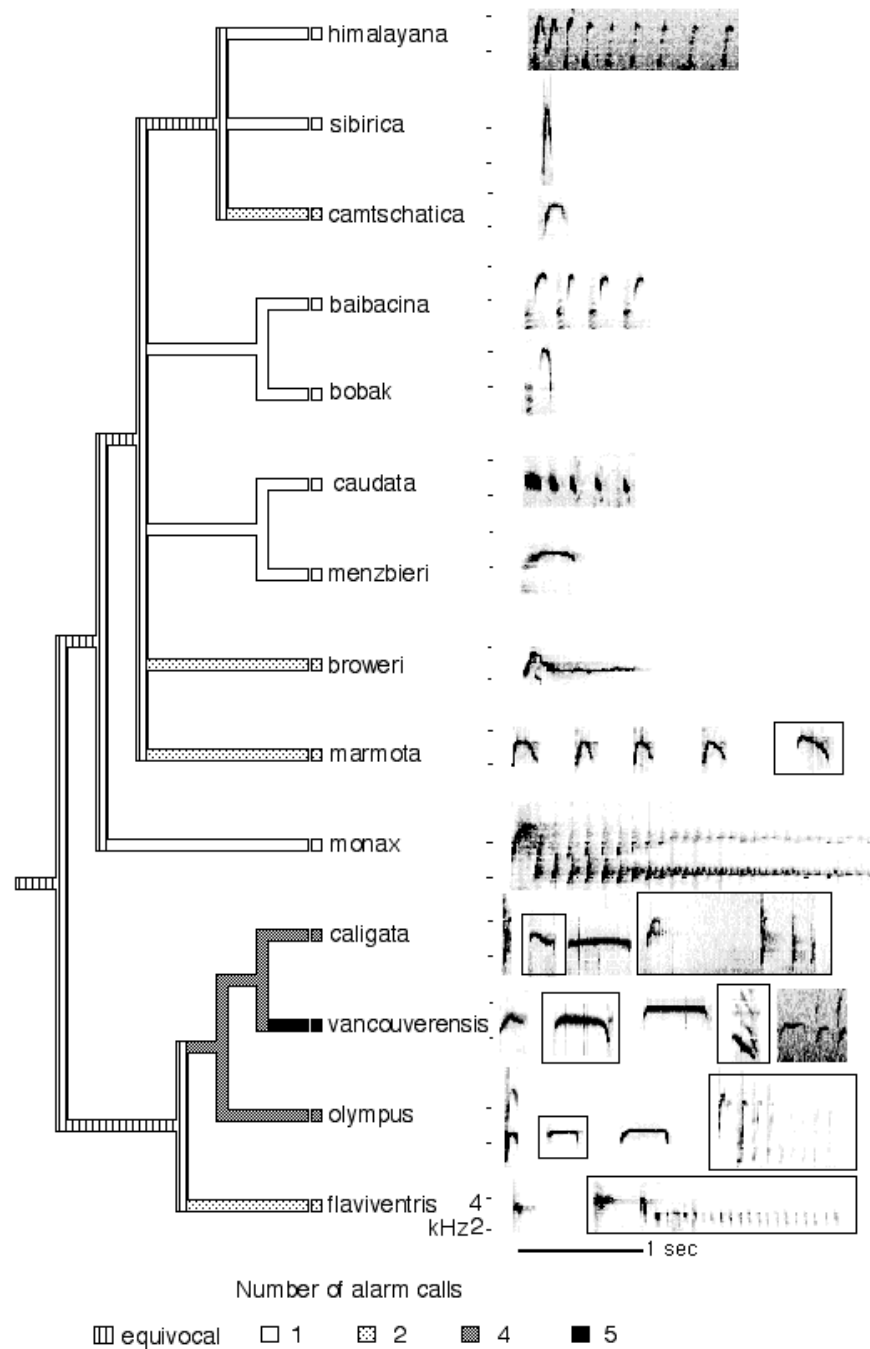 himalayana
sibirica
camtschatica
baibacina
bobak
caudata
menzbieri
broweri
marmota
monax
caligata
vancouverensis
olympus
flaviventris 4
kHz2
1 sec
Number of alarm calls
equivocal 1 2 4 5